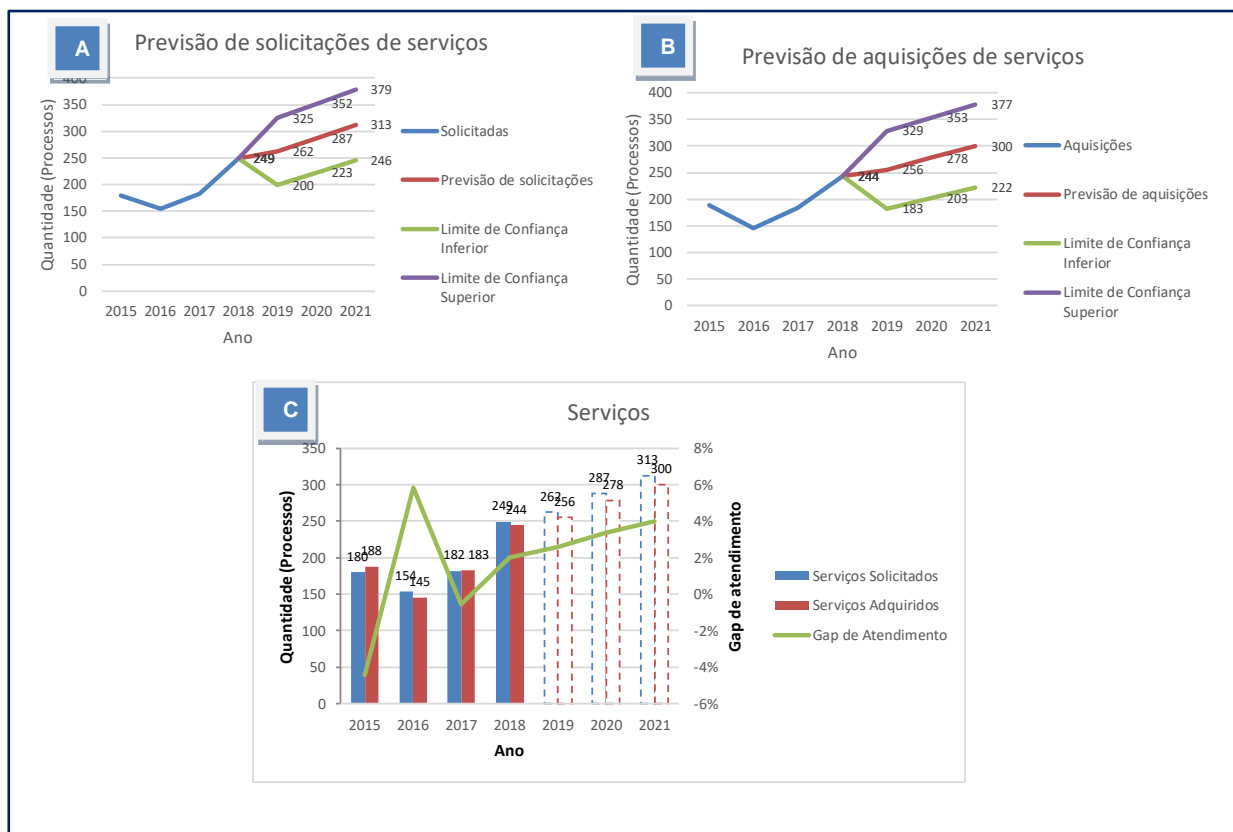 A
Previsão de solicitações de serviços
Quantidade (Processos)
400
350
300
250
200
150
100
50
0
379
352
325
313
287
262
249
246
223
200
2015 2016 2017 2018 2019 2020 2021
Ano
Solicitadas
Previsão de solicitações
Limite de Confiança
Inferior
Limite de Confiança
Superior
B
Previsão de aquisições de serviços
Quantidade (Processos)
400
350
300
250
200
150
100
50
0
377
353
329
300
278
256
244
222
203
183
2015 2016 2017 2018 2019 2020 2021
Ano
Aquisições
Previsão de aquisições
Limite de Confiança
Inferior
Limite de Confiança
Superior
C
Serviços
Quantidade (Processos)
350
300
250
200
150
100
50
0
180 188
154 145
182 183
249 244
262 256
287 278
313 300
8%
6%
4%
2%
0%
-2%
-4%
-6%
Gap de atendimento
2015 2016 2017 2018 2019 2020 2021
Ano
Serviços Solicitados
Serviços Adquiridos
Gap de Atendimento